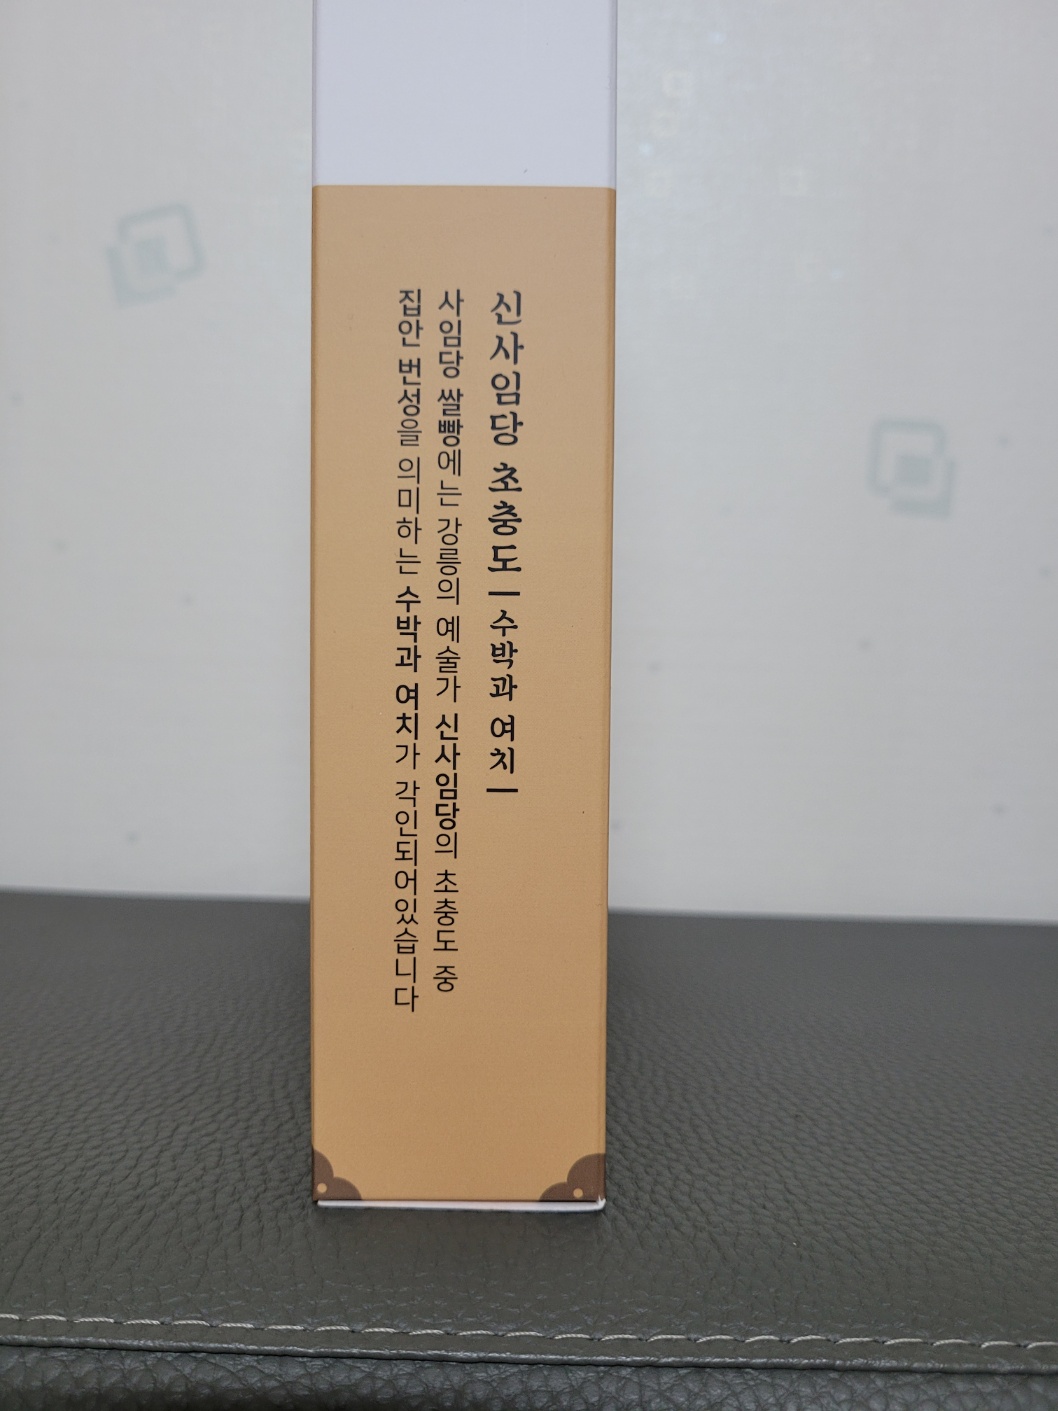 신사임당 초충도 | 수박과 여치 |
사임당 쌀빵에는 강릉의 예술가 신사임당의 초충도 중
집안 번성을 의미하는 수박과 여치가 각인되어있습니다